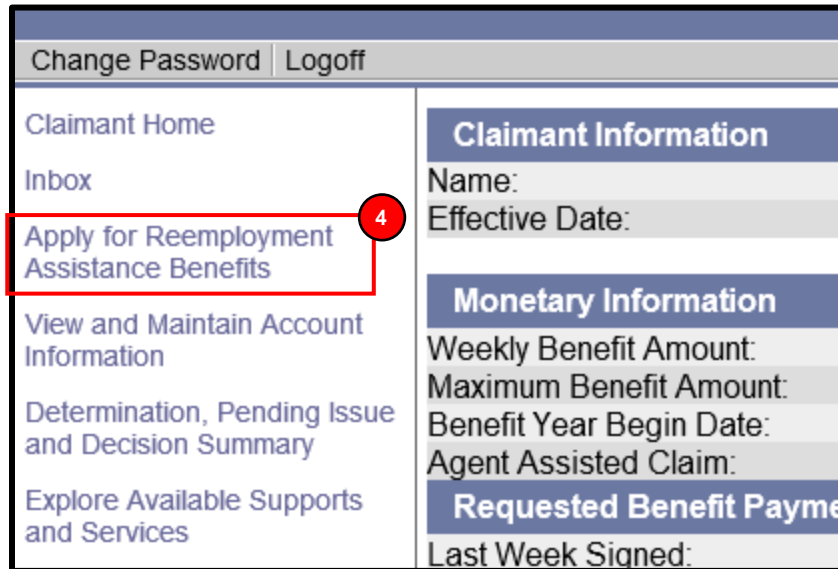 Change Password
Logoff
Claimant Home
Inbox
4
Apply for Reemployment
Assistance Benefits
View and Maintain Account
Information
Determination, Pending Issue
and Decision Summary
Explore Available Supports
and Services
Claimant Information
Name:
Effective Date:
Monetary Information
Weekly Benefit Amount:
Maximum Benefit Amount:
Benefit Year Begin Date:
Agent Assisted Claim:
Requested Benefit Payme
Last Week Signed: